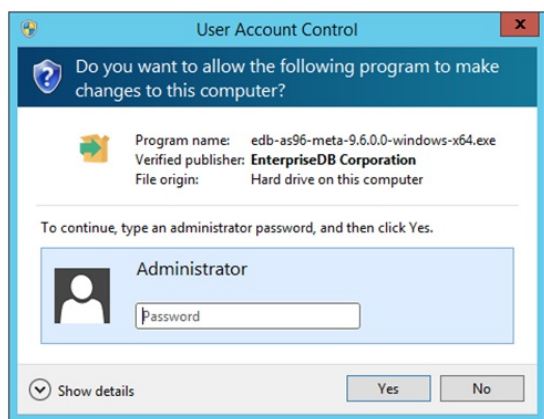 User Account Control
x
Do you want to allow the following program to make
changes to this computer?
Program name: edb-as96-meta-9.6.0.0-windows-x64.exe
Verified publisher: EnterpriseDB Corporation
File origin: Hard drive on this computer
To continue, type an administrator password, and then click Yes.
Administrator
Password
Show details
Yes
No